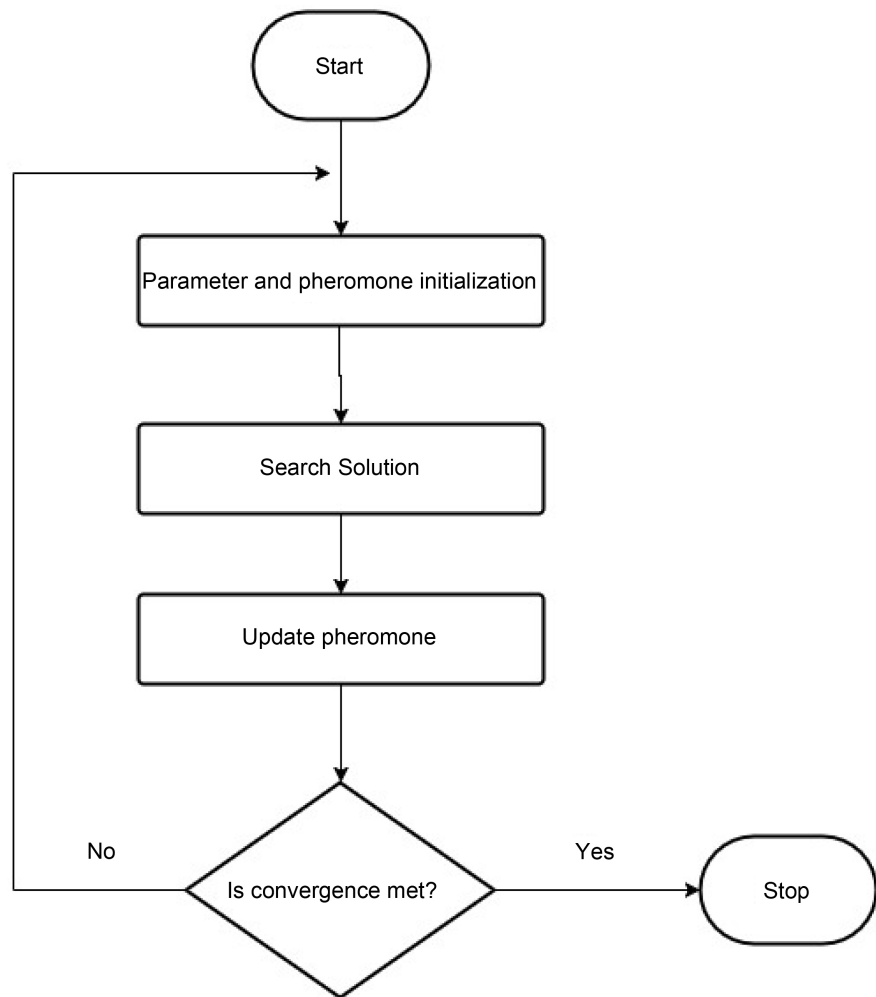 Start
Parameter and pheromone initialization
Search Solution
Update pheromone
No
Yes
Is convergence met?
Stop